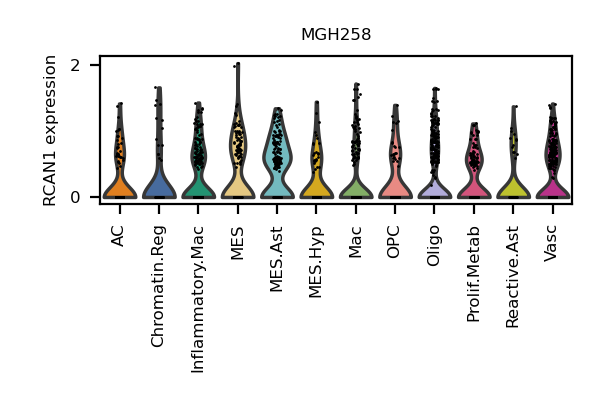 MGH258
RCAN1 expression
2
0
AC
Chromatin.Reg
Inflammatory.Mac
MES
MES.Ast
MES.Hyp
Mac
OPC
Oligo
Prolif.Metab
Reactive.Ast
Vasc